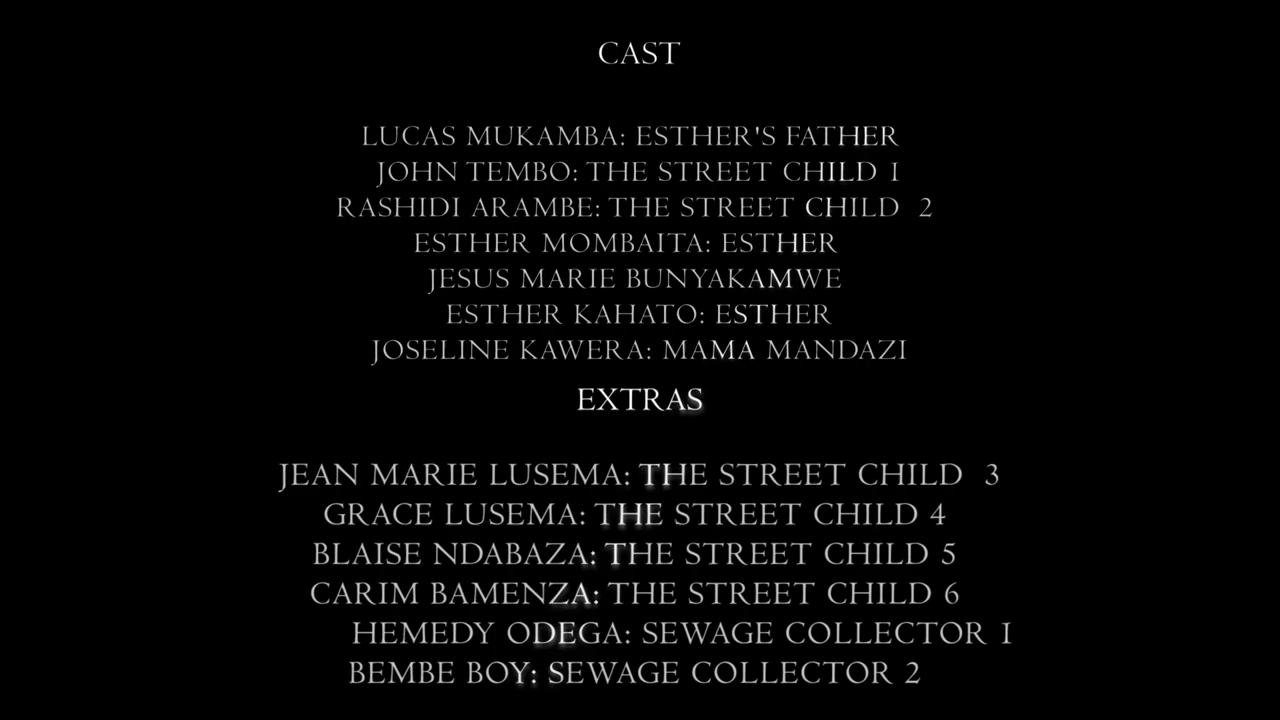 CAST
LUCAS MUKAMBA: ESTHER'S FATHER
JOHN TEMBO: THE STREET CHILD 1
RASHIDI ARAMBE: THE STREET CHILD 2
ESTHER MOMBAITA: ESTHER
JESUS MARIE BUNYAKAMWE
ESTHER KAHATO: ESTHER
JOSELINE KAWERA: MAMA MANDAZI
EXTRAS
JEAN MARIE LUSEMA: THE STREET CHILD 3
GRACE LUSEMA: THE STREET CHILD 4
BLAISE NDABAZA: THE STREET CHILD 5
CARIM BAMENZA: THE STREET CHILD 6
HEMEDY ODEGA: SEWAGE COLLECTOR 1
BEMBE BOY: SEWAGE COLLECTOR 2